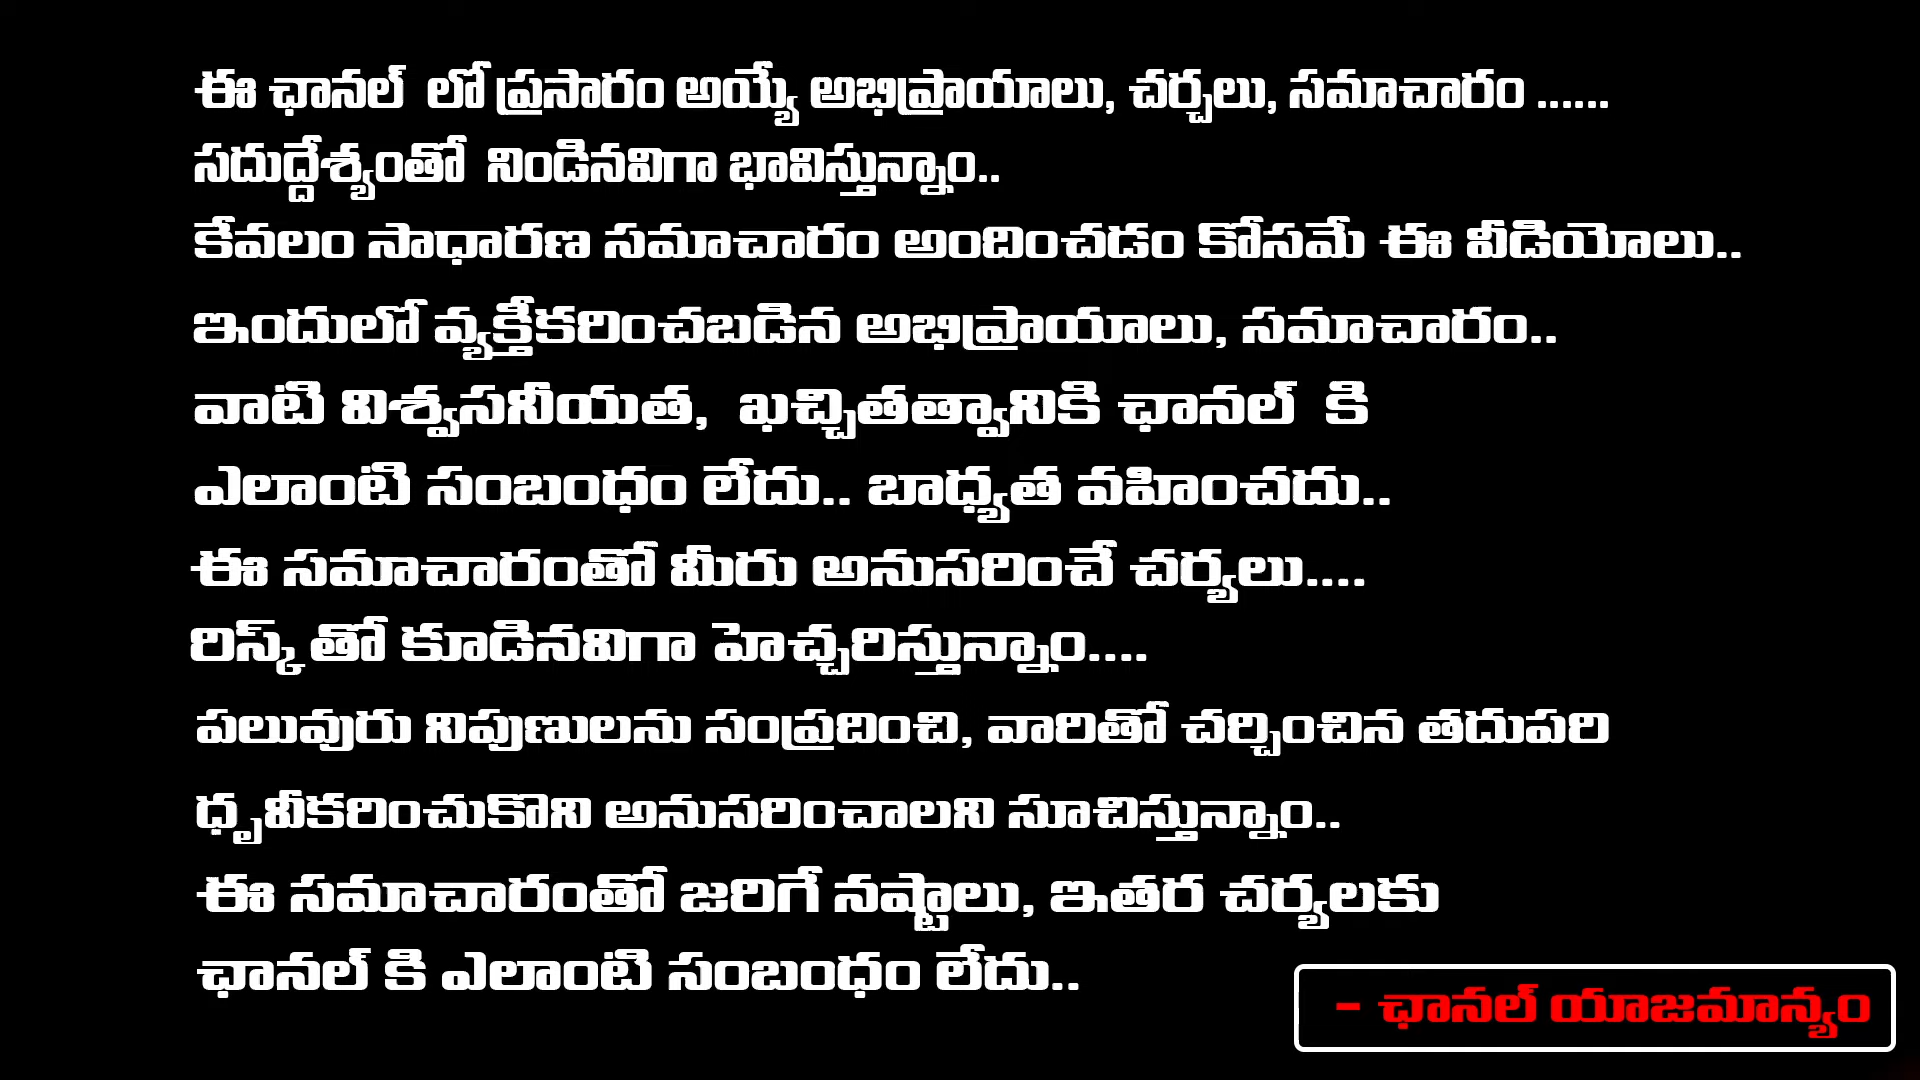 ఈ ఛానల్ లో ప్రసారం అయ్యే అభిప్రాయాలు, చర్చలు, సమాచారం ......
సదుద్దేశ్యంతో నిండినవిగా భావిస్తున్నాం..
కేవలం సాధారణ సమాచారం అందించడం కోసమే ఈ వీడియోలు..
ఇందులో వ్యక్తీకరించబడిన అభిప్రాయాలు, సమాచారం..
వాటి విశ్వసనీయత, ఖచ్చితత్వానికి ఛానల్ కి
ఎలాంటి సంబంధం లేదు.. బాధ్యత వహించదు..
ఈ సమాచారంతో మీరు అనుసరించే చర్యలు....
రిస్క్ తో కూడినవిగా హెచ్చరిస్తున్నాం....
పలువురు నిపుణులను సంప్రదించి, వారితో చర్చించిన తదుపరి
ధృవీకరించుకొని అనుసరించాలని సూచిస్తున్నాం..
ఈ సమాచారంతో జరిగే నష్టాలు, ఇతర చర్యలకు
ఛానల్ కి ఎలాంటి సంబంధం లేదు..
- ఛానల్ యాజమాన్యం